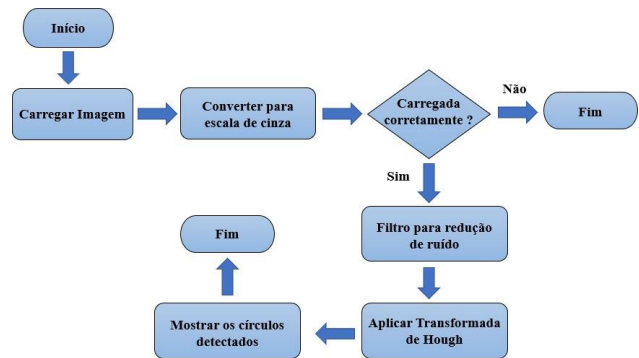 Início
Carregar Imagem
Converter para
escala de cinza
Carregada
corretamente ?
Não
Fim
Sim
Filtro para redução
de ruído
Aplicar Transformada
de Hough
Mostrar os círculos
detectados
Fim